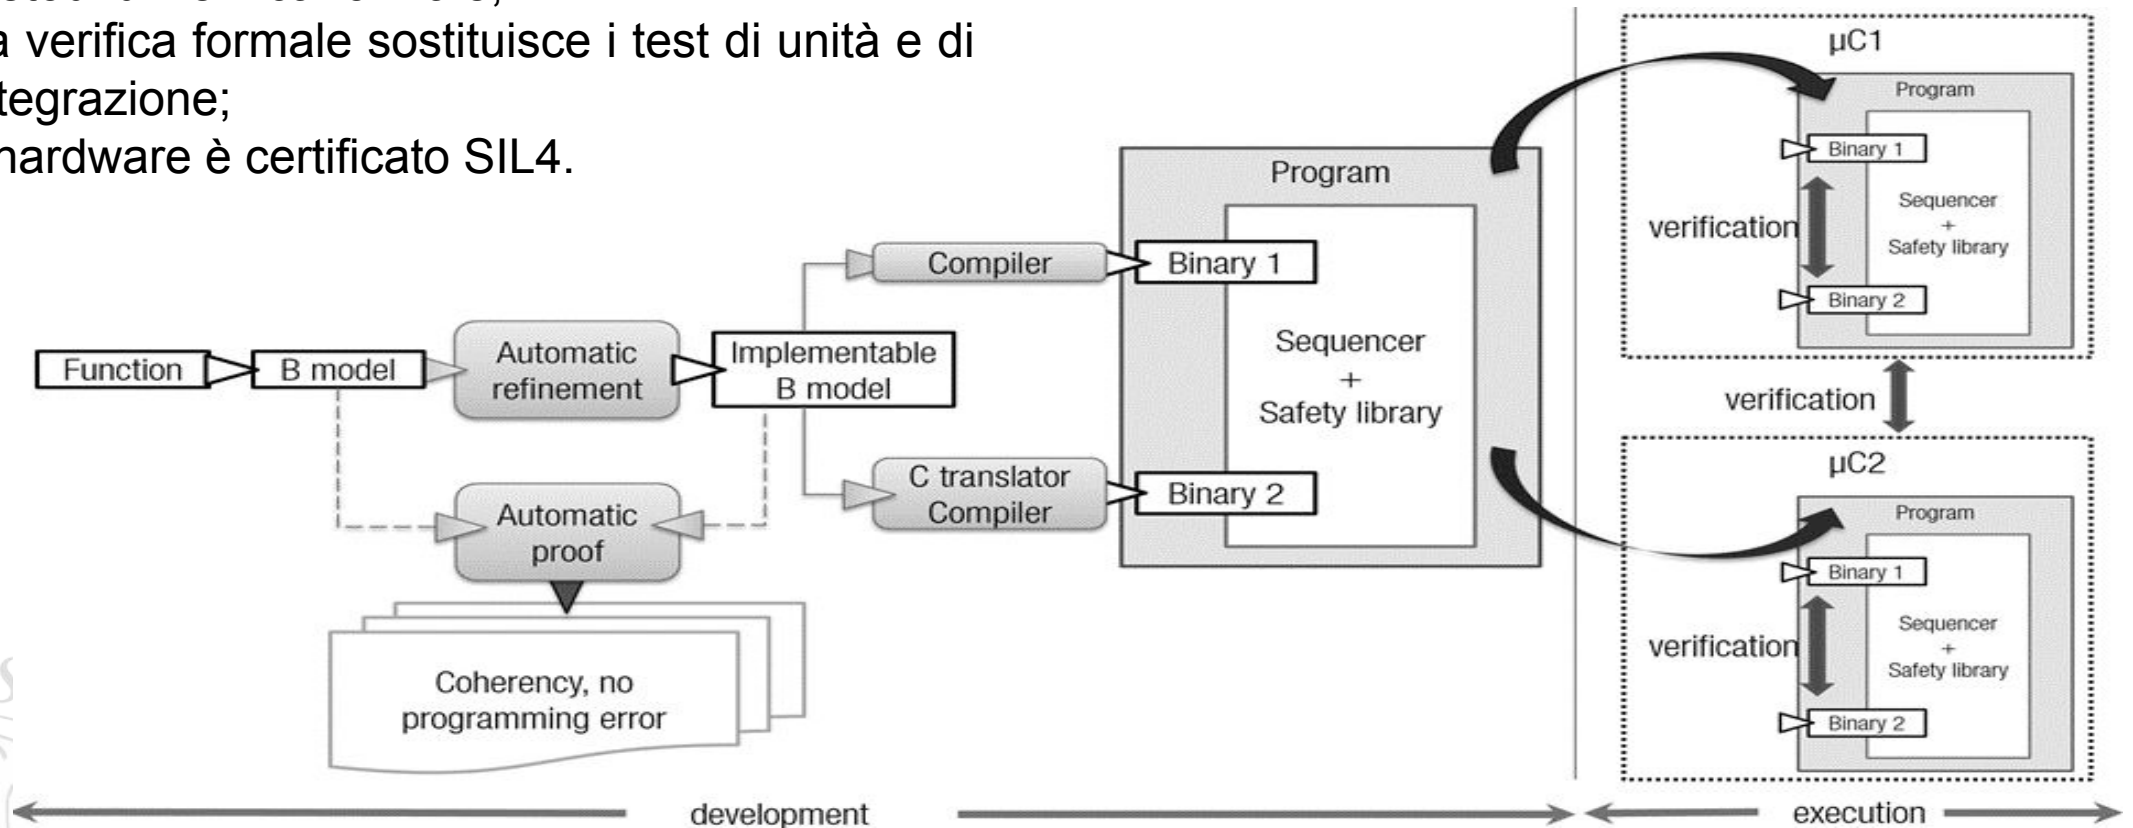 a verifica formale sostituisce i test di unità e di
tegrazione;
hardware è certificato SIL4.
Function
B model
Automatic
refinement
Implementable
B model
Automatic
proof
Coherency, no
programming error
Compiler
C translator
Compiler
Program
Binary 1
Sequencer
+
Safety library
Binary 2
µC1
Program
Binary 1
verification
Sequencer
+
Safety library
Binary 2
verification
µC2
Program
Binary 1
verification
Sequencer
+
Safety library
Binary 2
development
execution